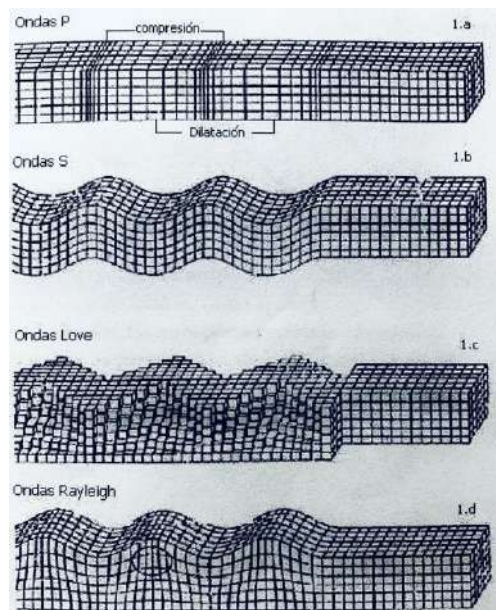 Ondas P
compresión
1.a
Dilatación
Ondas S
1.b
Ondas Love
1.c
Ondas Rayleigh
1.d